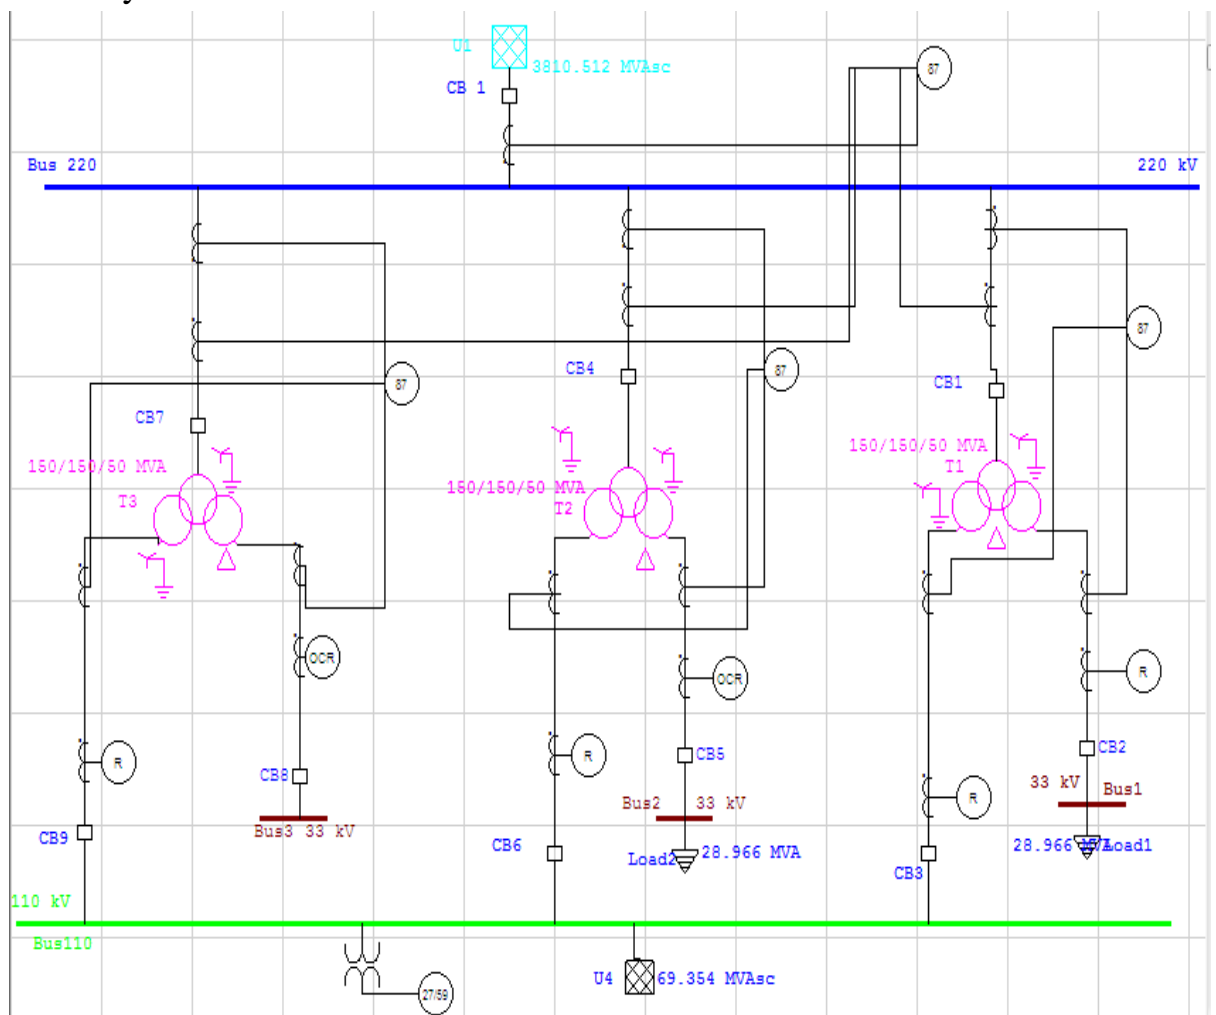 U1
3810.512 MVAsc
87
CB 1
Bus 220
220 kV
87
CB4
87
CB1
87
CB7
150/150/50 MVA
T1
150/150/50 MVA
T3
150/150/50 MVA
T2
OCR
R
OCR
R
R
CB5
CB2
CB8
33 kV
Bus1
R
Bus2 33 kV
Bus3 33 kV
CB9
CB6
Load2
28.966 MVA
28.966 MVA
Load1
CB3
110 kV
Bus110
U4
69.354 MVAsc
27/59